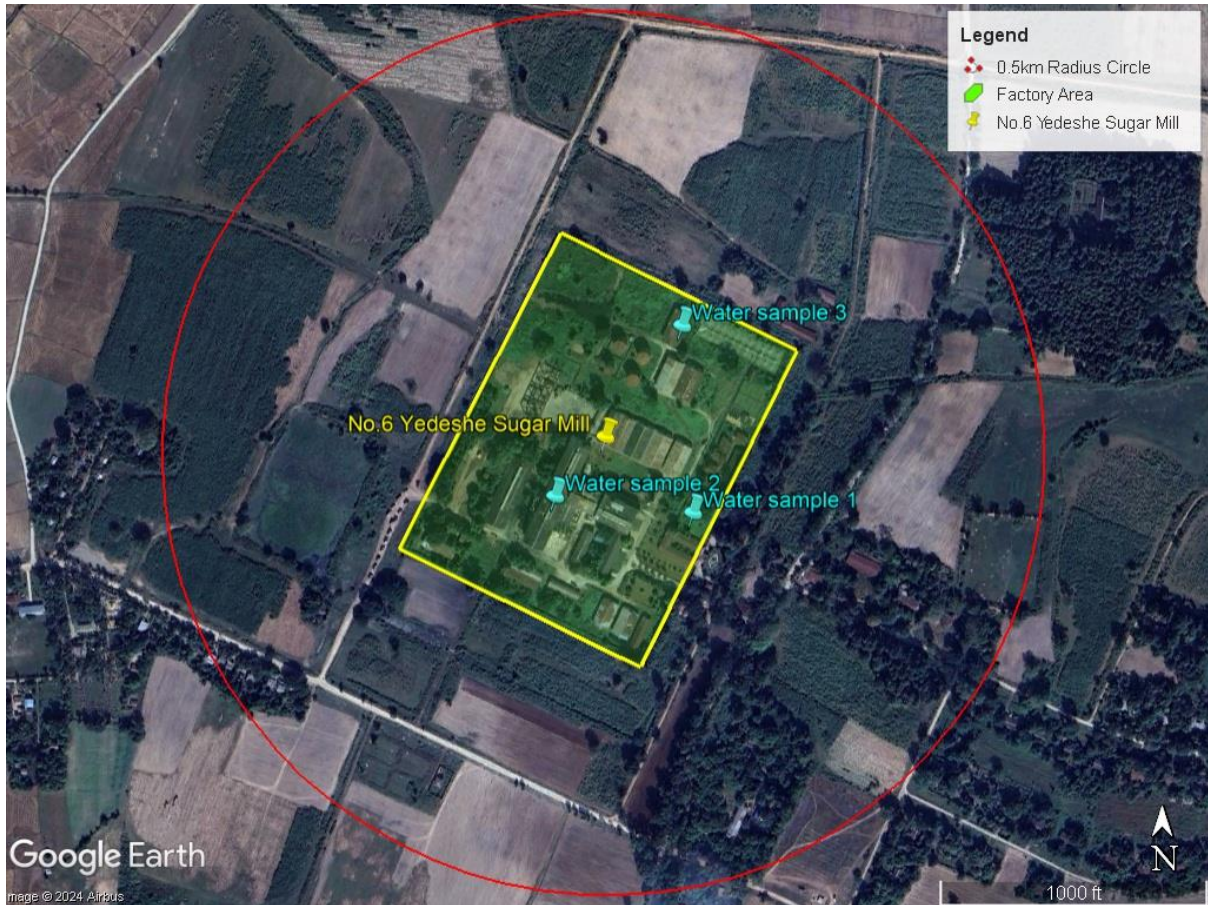 Legend
0.5km Radius Circle
Factory Area
No.6 Yedeshe Sugar Mill
Water sample 3
No.6 Yedeshe Sugar Mill
Water sample 2
Water sample 1
N
Google Earth
1000 ft
mage © 2024 Airbus